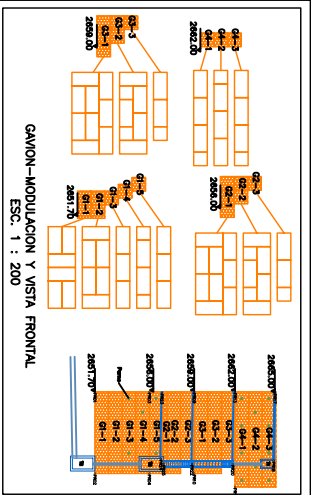 G4-3
G4-2
G4-1
2662.00
G3-3
G3-2
G3-1
2659.00
G2-3
G2-2
G2-1
2656.00
G1-5
G1-4
G1-3
G1-2
G1-1
2651.70
2665.00
G4-3
G4-2
G4-1
2662.00
G3-3
G3-2
G3-1
2659.00
G2-3
G2-2
G2-1
2656.00
G1-5
G1-4
G1-3
G1-2
G1-1
2651.70
GAVION-MODULACION Y VISTA FRONTAL
ESC. 1 : 200